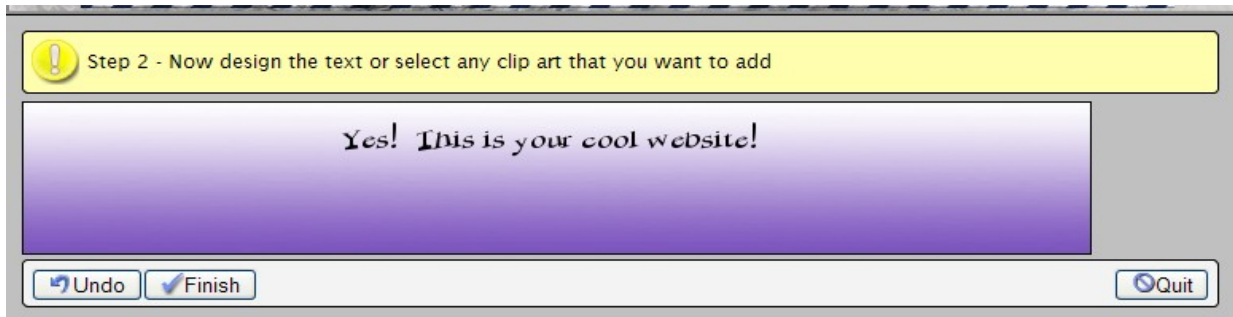 Step 2 - Now design the text or select any clip art that you want to add
Yes! This is your cool website!
Undo Finish Quit